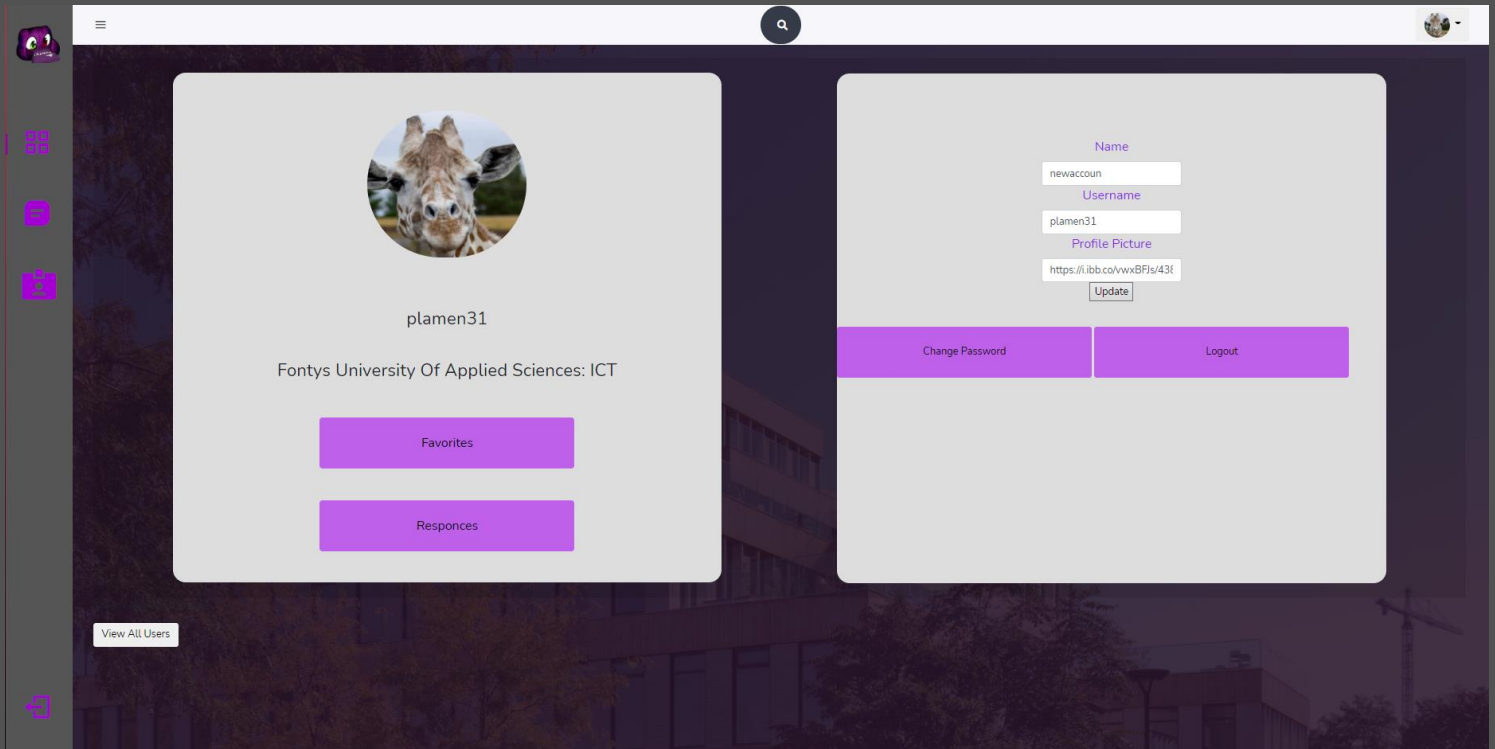 plamen31
Fontys University Of Applied Sciences: ICT
Favorites
Responces
Name
newaccoun
Username
plamen31
Profile Picture
https://i.ibb.co/vwxBFJs/438
Update
Change Password
Logout
View All Users